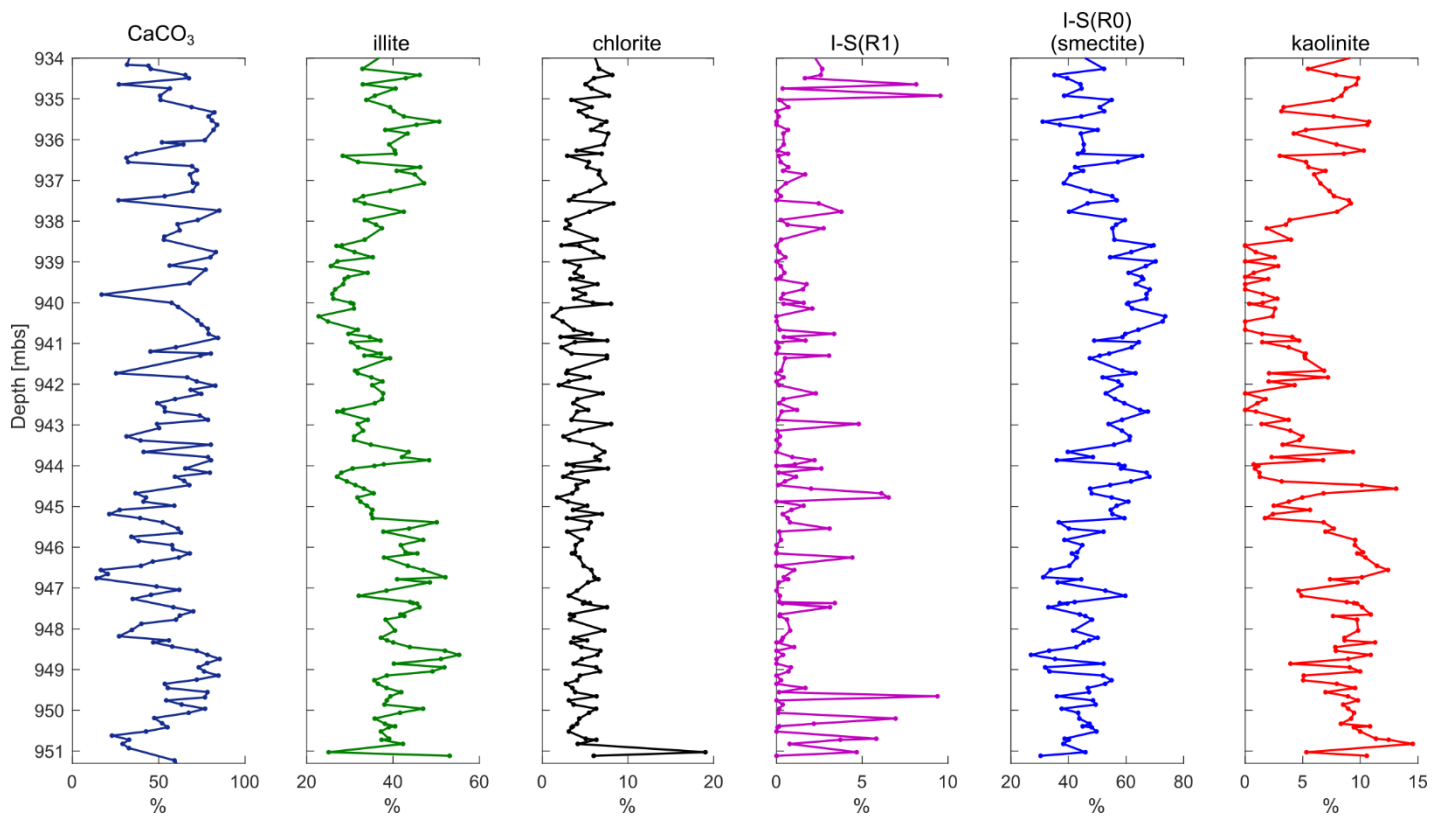 CaCO3
illite
chlorite
I-S(R1)
I-S(R0)
(smectite)
kaolinite
Depth [mbs]
934
935
936
937
938
939
940
941
942
943
944
945
946
947
948
949
950
951
0 50 100
20 40 60
0 10 20
0 5 10
20 40 60 80
0 5 10 15
% % % % % %